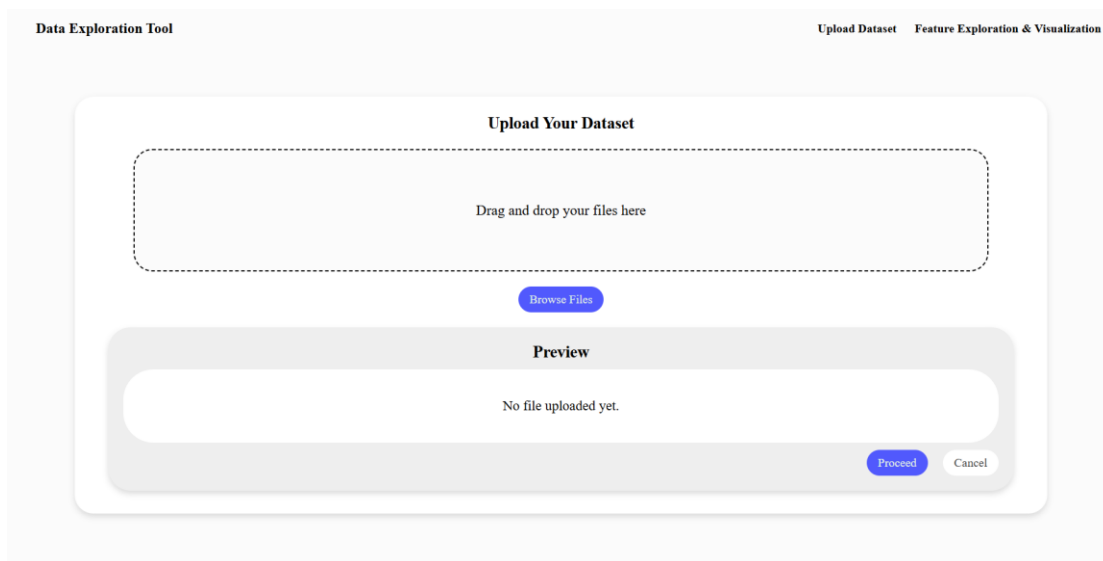 Data Exploration Tool
Upload Dataset Feature Exploration & Visualization
Upload Your Dataset
Drag and drop your files here
Browse Files
Preview
No file uploaded yet.
Proceed Cancel